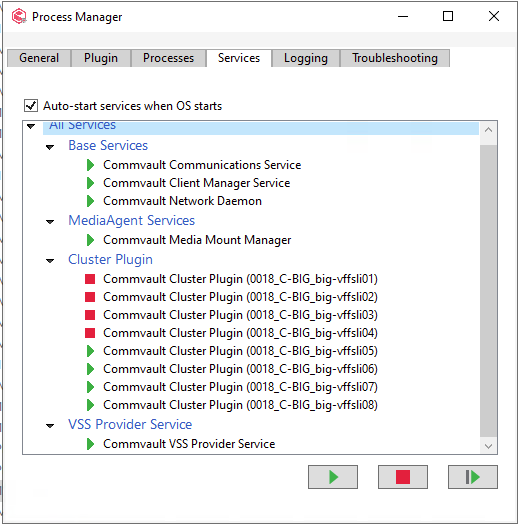 Process Manager
General
Plugin
Processes
Services
Logging
Troubleshooting
Auto-start services when OS starts
All Services
Base Services
Commvault Communications Service
Commvault Client Manager Service
Commvault Network Daemon
MediaAgent Services
Commvault Media Mount Manager
Cluster Plugin
Commvault Cluster Plugin (0018_C-BIG_big-vffsli01)
Commvault Cluster Plugin (0018_C-BIG_big-vffsli02)
Commvault Cluster Plugin (0018_C-BIG_big-vffsli03)
Commvault Cluster Plugin (0018_C-BIG_big-vffsli04)
Commvault Cluster Plugin (0018_C-BIG_big-vffsli05)
Commvault Cluster Plugin (0018_C-BIG_big-vffsli06)
Commvault Cluster Plugin (0018_C-BIG_big-vffsli07)
Commvault Cluster Plugin (0018_C-BIG_big-vffsli08)
VSS Provider Service
Commvault VSS Provider Service